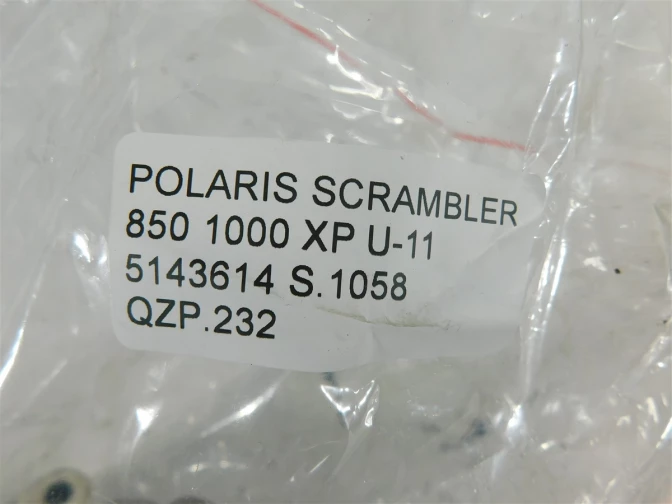 POLARIS SCRAMBLER
850 1000 XP U-11
5143614 S.1058
QZP.232